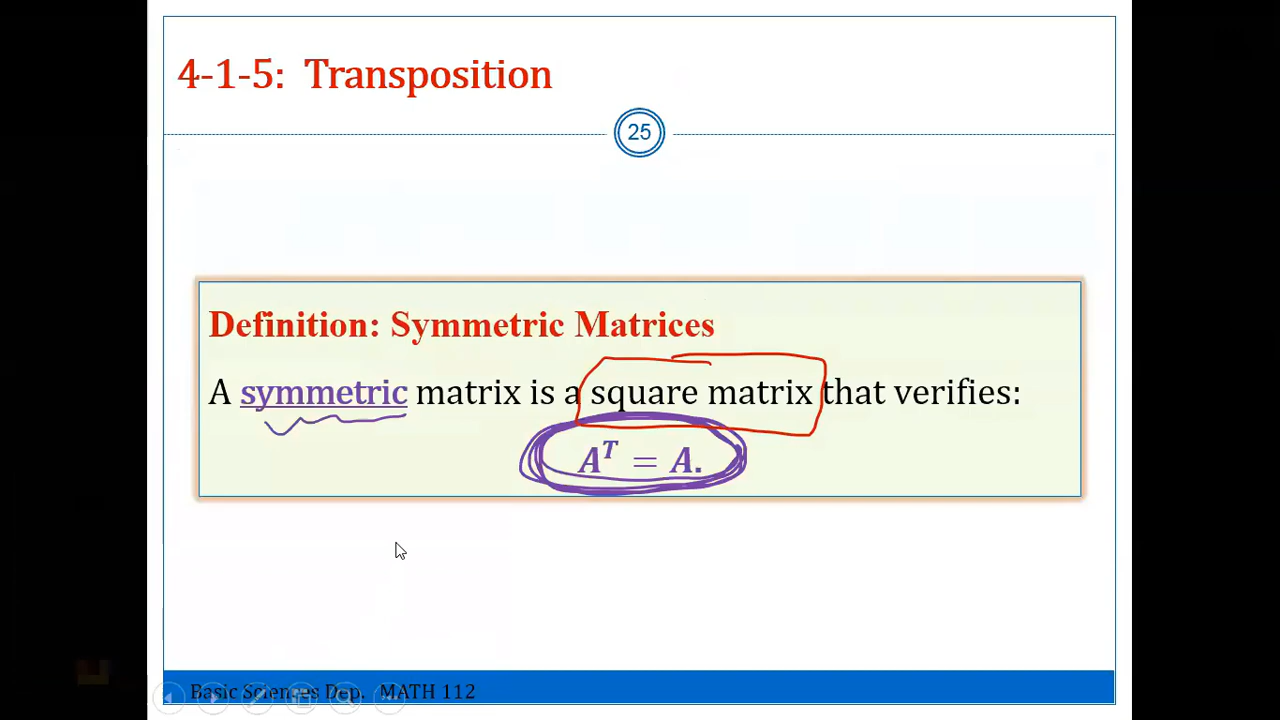 4-1-5: Transposition
25
Definition: Symmetric Matrices
A symmetric matrix is a square matrix that verifies:
Aᵀ = A.
Basic Sciences Dep. MATH 112